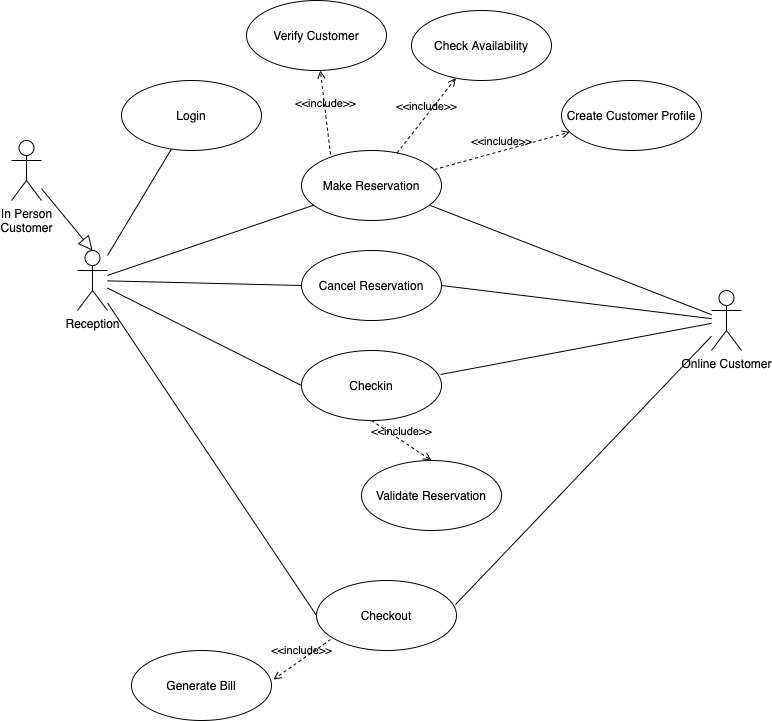 Verify Customer
Check Availability
<<include>>
<<include>>
Login
Create Customer Profile
<<include>>
Make Reservation
In Person
Customer
Cancel Reservation
Reception
Online Customer
Checkin
<<include>>
Validate Reservation
Checkout
<<include>>
Generate Bill